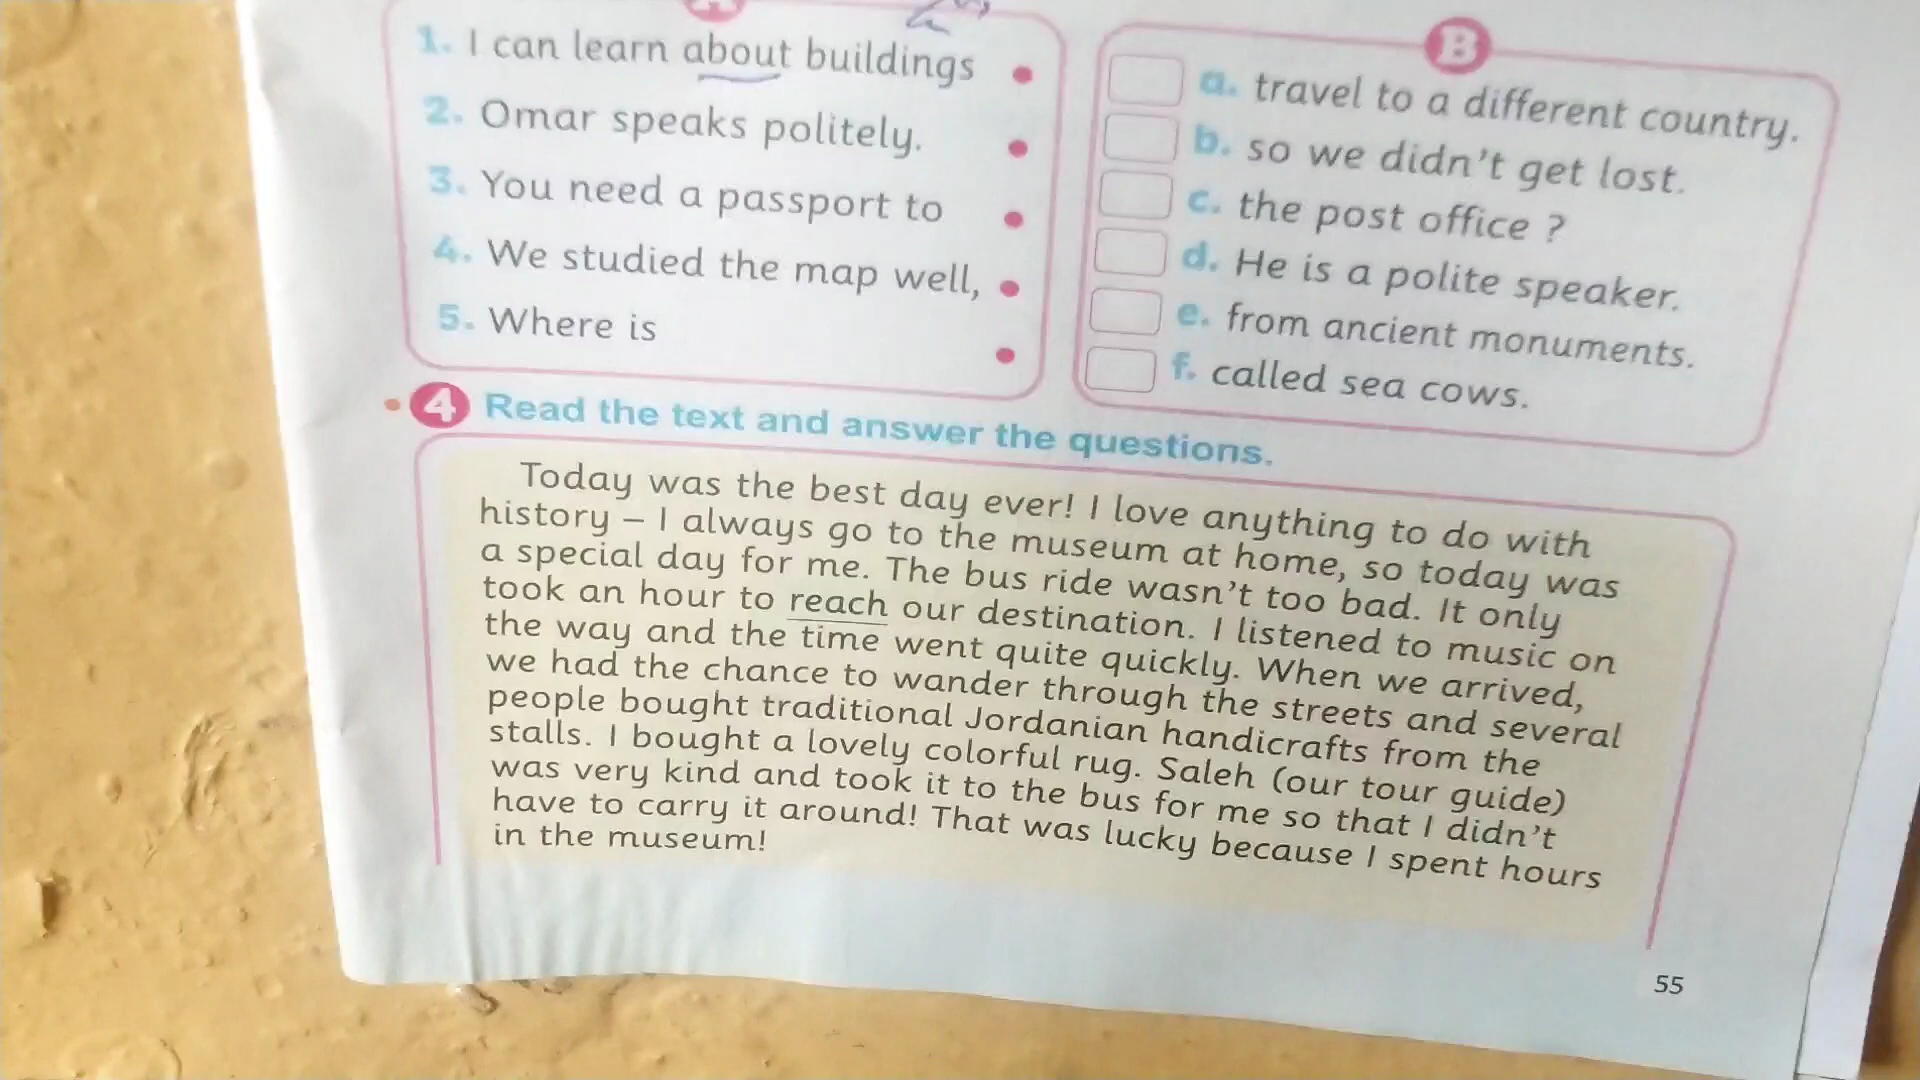 A
1. I can learn about buildings
2. Omar speaks politely.
3. You need a passport to
4. We studied the map well,
5. Where is
B
a. travel to a different country.
b. so we didn't get lost.
c. the post office ?
d. He is a polite speaker.
e. from ancient monuments.
f. called sea cows.
4 Read the text and answer the questions.
Today was the best day ever! I love anything to do with
history – I always go to the museum at home, so today was
a special day for me. The bus ride wasn't too bad. It only
took an hour to reach our destination. I listened to music on
the way and the time went quite quickly. When we arrived,
we had the chance to wander through the streets and several
people bought traditional Jordanian handicrafts from the
stalls. I bought a lovely colorful rug. Saleh (our tour guide)
was very kind and took it to the bus for me so that I didn't
have to carry it around! That was lucky because I spent hours
in the museum!
55